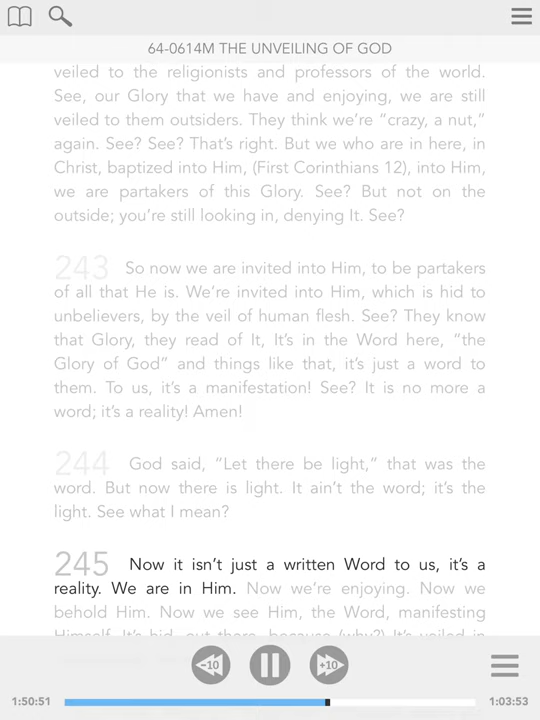 64-0614M THE UNVEILING OF GOD
veiled to the religionists and professors of the world.
See, our Glory that we have and enjoying, we are still
veiled to them outsiders. They think we're “crazy, a nut,”
again. See? See? That's right. But we who are in here, in
Christ, baptized into Him, (First Corinthians 12), into Him,
we are partakers of this Glory. See? But not on the
outside; you're still looking in, denying It. See?
243 So now we are invited into Him, to be partakers
of all that He is. We're invited into Him, which is hid to
unbelievers, by the veil of human flesh. See? They know
that Glory, they read of It, It's in the Word here, “the
Glory of God” and things like that, it's just a word to
them. To us, it's a manifestation! See? It is no more a
word; it's a reality! Amen!
244 God said, “Let there be light,” that was the
word. But now there is light. It ain't the word; it's the
light. See what I mean?
245 Now it isn't just a written Word to us, it's a
reality. We are in Him. Now we're enjoying. Now we
behold Him. Now we see Him, the Word, manifesting
Himself. It's hid, out there, because (why?) It's veiled in
-10
+10
1:50:51
1:03:53